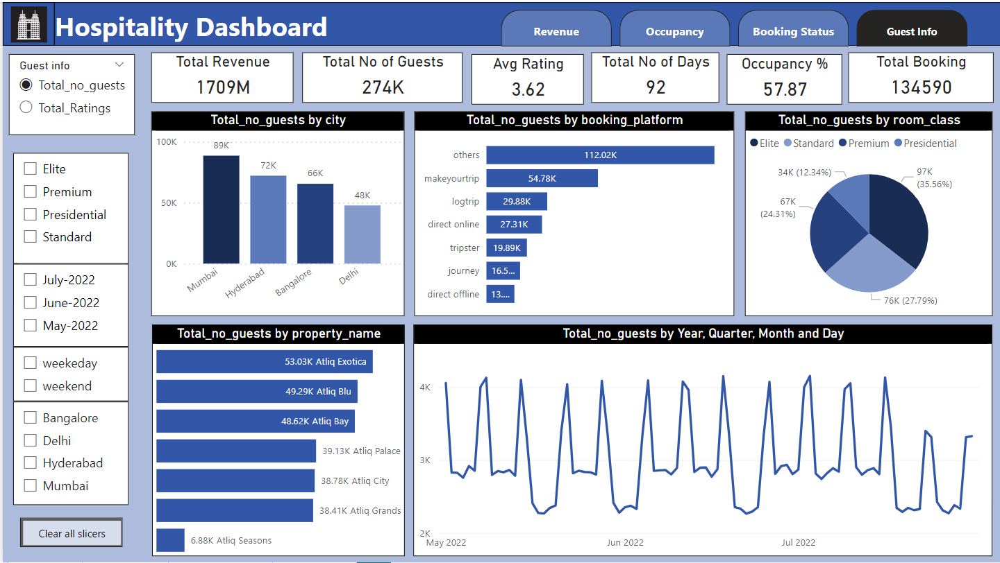 Hospitality Dashboard
Revenue
Occupancy
Booking Status
Guest Info
Guest info
Total_no_guests
Total_Ratings
Total Revenue
1709M
Total No of Guests
274K
Avg Rating
3.62
Total No of Days
92
Occupancy %
57.87
Total Booking
134590
Elite
Premium
Presidential
Standard
July-2022
June-2022
May-2022
weekeday
weekend
Bangalore
Delhi
Hyderabad
Mumbai
Clear all slicers
Total_no_guests by city
100K
50K
0K
89K
72K
66K
48K
Mumbai
Hyderabad
Bangalore
Delhi
Total_no_guests by booking_platform
others 112.02K
makeyourtrip 54.78K
logtrip 29.88K
direct online 27.31K
tripster 19.89K
journey 16.5...
direct offline 13....
Total_no_guests by room_class
Elite Standard Premium Presidential
34K (12.34%)
97K
(35.56%)
67K
(24.31%)
76K (27.79%)
Total_no_guests by property_name
53.03K Atliq Exotica
49.29K Atliq Blu
48.62K Atliq Bay
39.13K Atliq Palace
38.78K Atliq City
38.41K Atliq Grands
6.88K Atliq Seasons
Total_no_guests by Year, Quarter, Month and Day
4K
3K
2K
May 2022
Jun 2022
Jul 2022